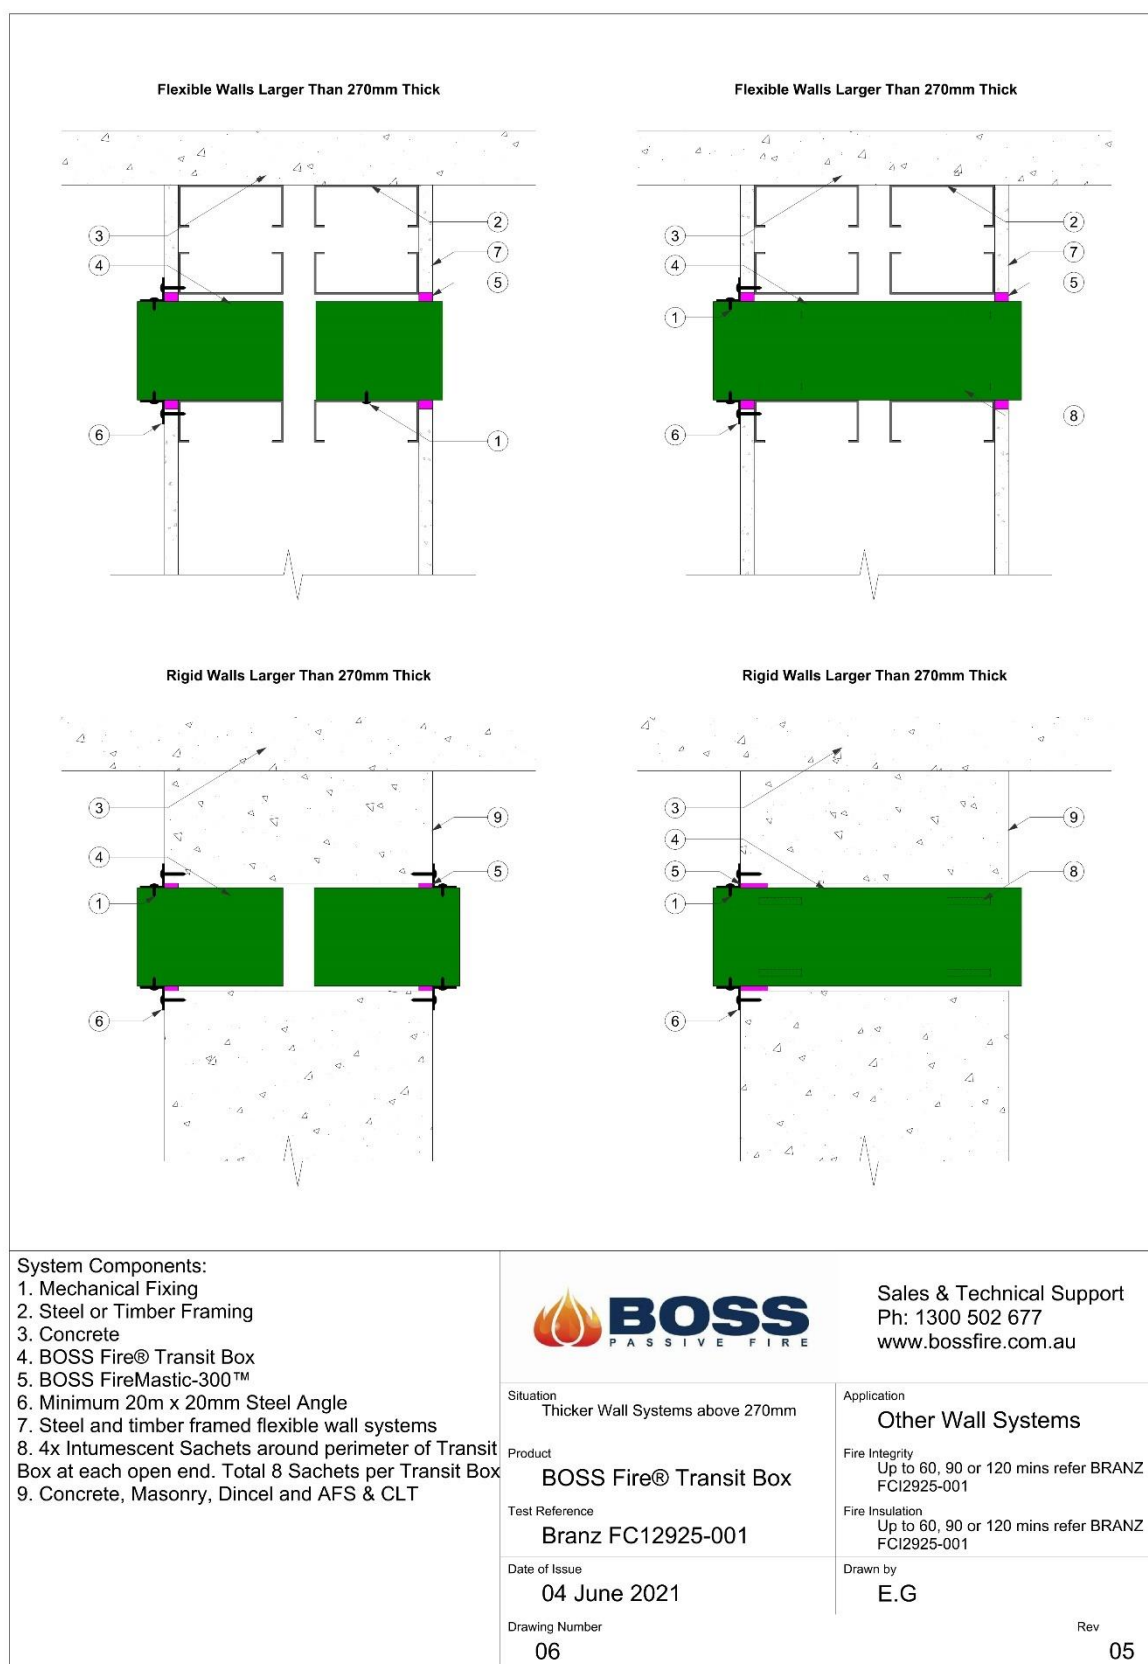 Flexible Walls Larger Than 270mm Thick
Flexible Walls Larger Than 270mm Thick
3
4
6
2
7
5
1
3
4
1
6
2
7
5
8
Rigid Walls Larger Than 270mm Thick
Rigid Walls Larger Than 270mm Thick
3
4
1
6
9
5
3
4
5
1
6
9
8
System Components:
1. Mechanical Fixing
2. Steel or Timber Framing
3. Concrete
4. BOSS Fire® Transit Box
5. BOSS FireMastic-300™
6. Minimum 20m x 20mm Steel Angle
7. Steel and timber framed flexible wall systems
8. 4x Intumescent Sachets around perimeter of Transit
Box at each open end. Total 8 Sachets per Transit Box
9. Concrete, Masonry, Dincel and AFS & CLT
BOSS
PASSIVE FIRE
Sales & Technical Support
Ph: 1300 502 677
www.bossfire.com.au
Situation
Thicker Wall Systems above 270mm
Application
Other Wall Systems
Product
BOSS Fire® Transit Box
Fire Integrity
Up to 60, 90 or 120 mins refer BRANZ
FCI2925-001
Test Reference
Branz FC12925-001
Fire Insulation
Up to 60, 90 or 120 mins refer BRANZ
FCI2925-001
Date of Issue
04 June 2021
Drawn by
E.G
Drawing Number
06
Rev
05